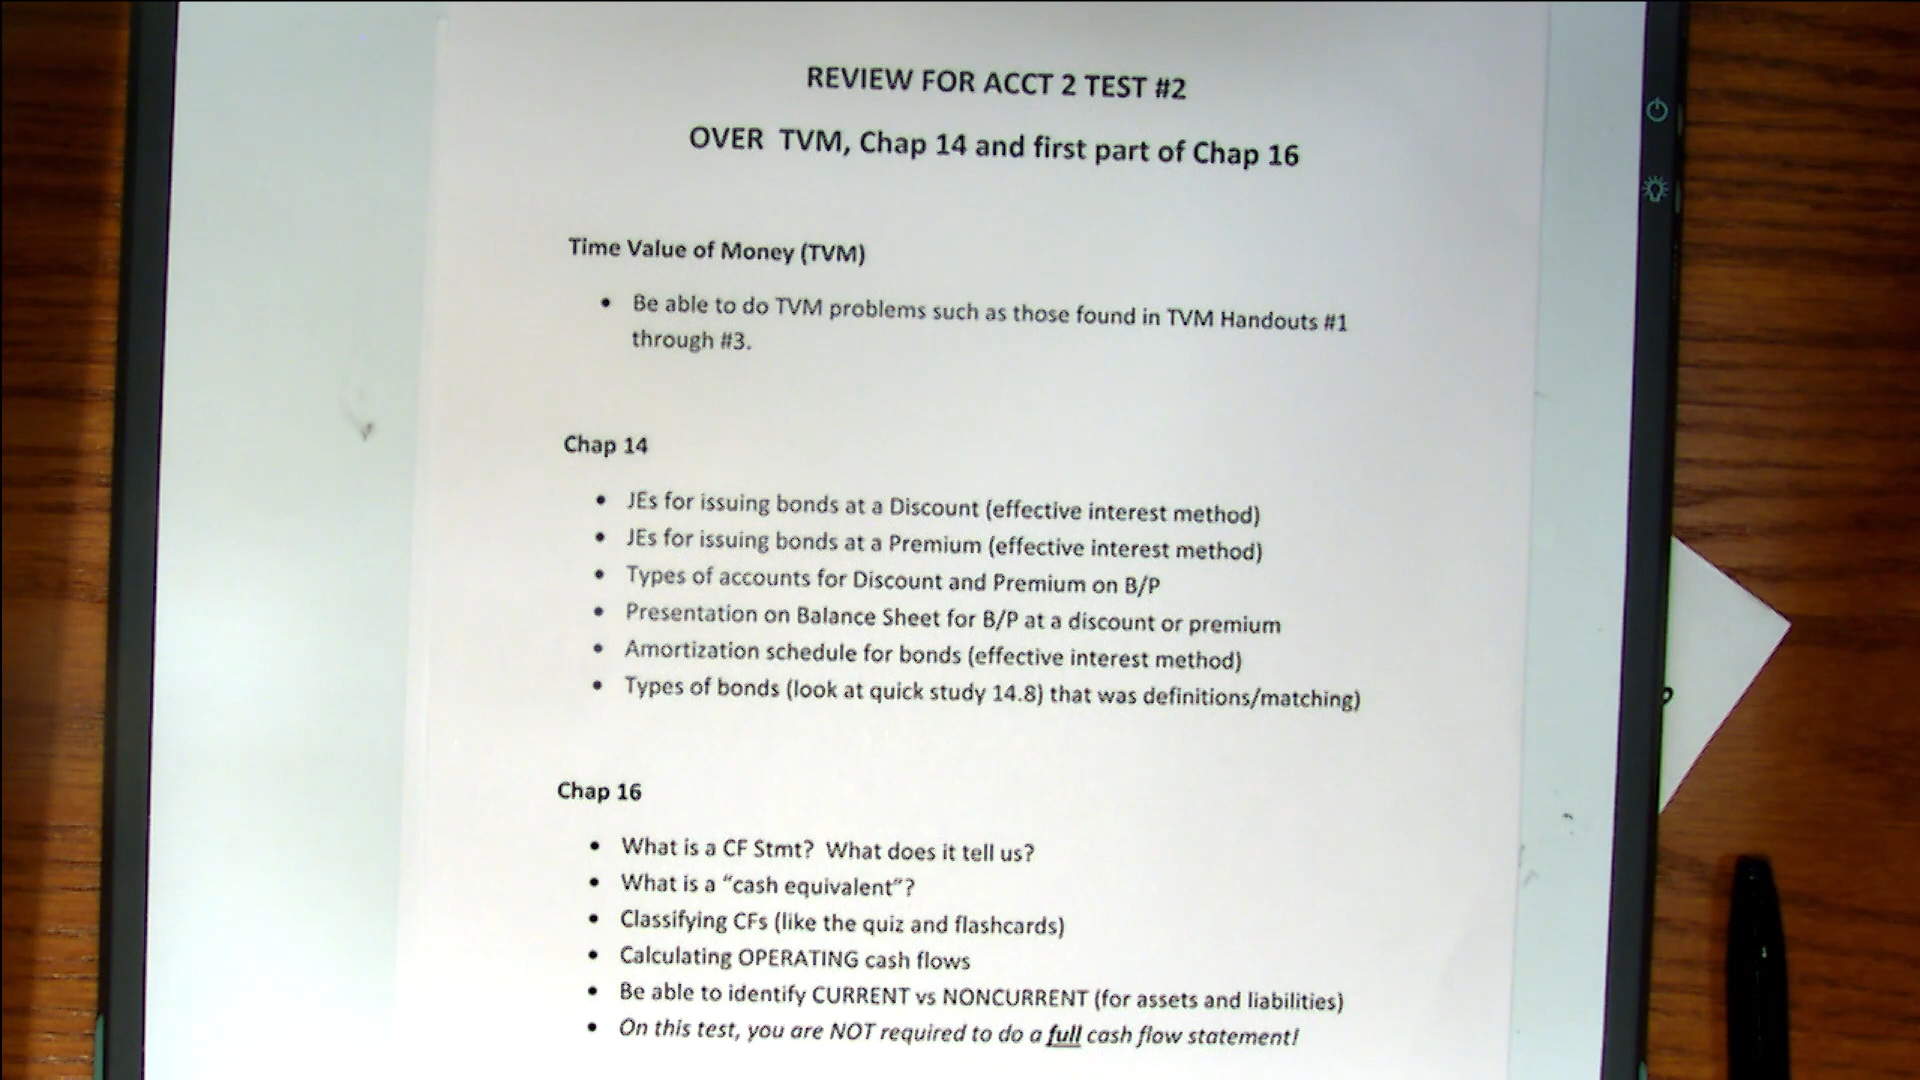 REVIEW FOR ACCT 2 TEST #2
OVER TVM, Chap 14 and first part of Chap 16
Time Value of Money (TVM)
• Be able to do TVM problems such as those found in TVM Handouts #1
through #3.
Chap 14
• JEs for issuing bonds at a Discount (effective interest method)
• JEs for issuing bonds at a Premium (effective interest method)
• Types of accounts for Discount and Premium on B/P
• Presentation on Balance Sheet for B/P at a discount or premium
• Amortization schedule for bonds (effective interest method)
• Types of bonds (look at quick study 14.8) that was definitions/matching)
Chap 16
• What is a CF Stmt? What does it tell us?
• What is a “cash equivalent”?
• Classifying CFs (like the quiz and flashcards)
• Calculating OPERATING cash flows
• Be able to identify CURRENT vs NONCURRENT (for assets and liabilities)
• On this test, you are NOT required to do a full cash flow statement!